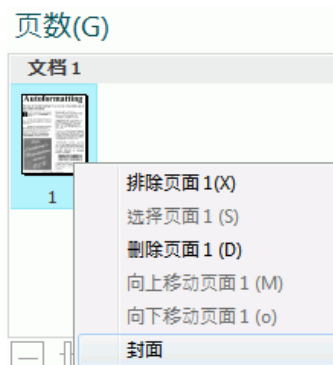 页数(G)
文档 1
Autoformatting
1
排除页面 1(X)
选择页面 1 (S)
删除页面 1 (D)
向上移动页面 1 (M)
向下移动页面 1 (o)
封面